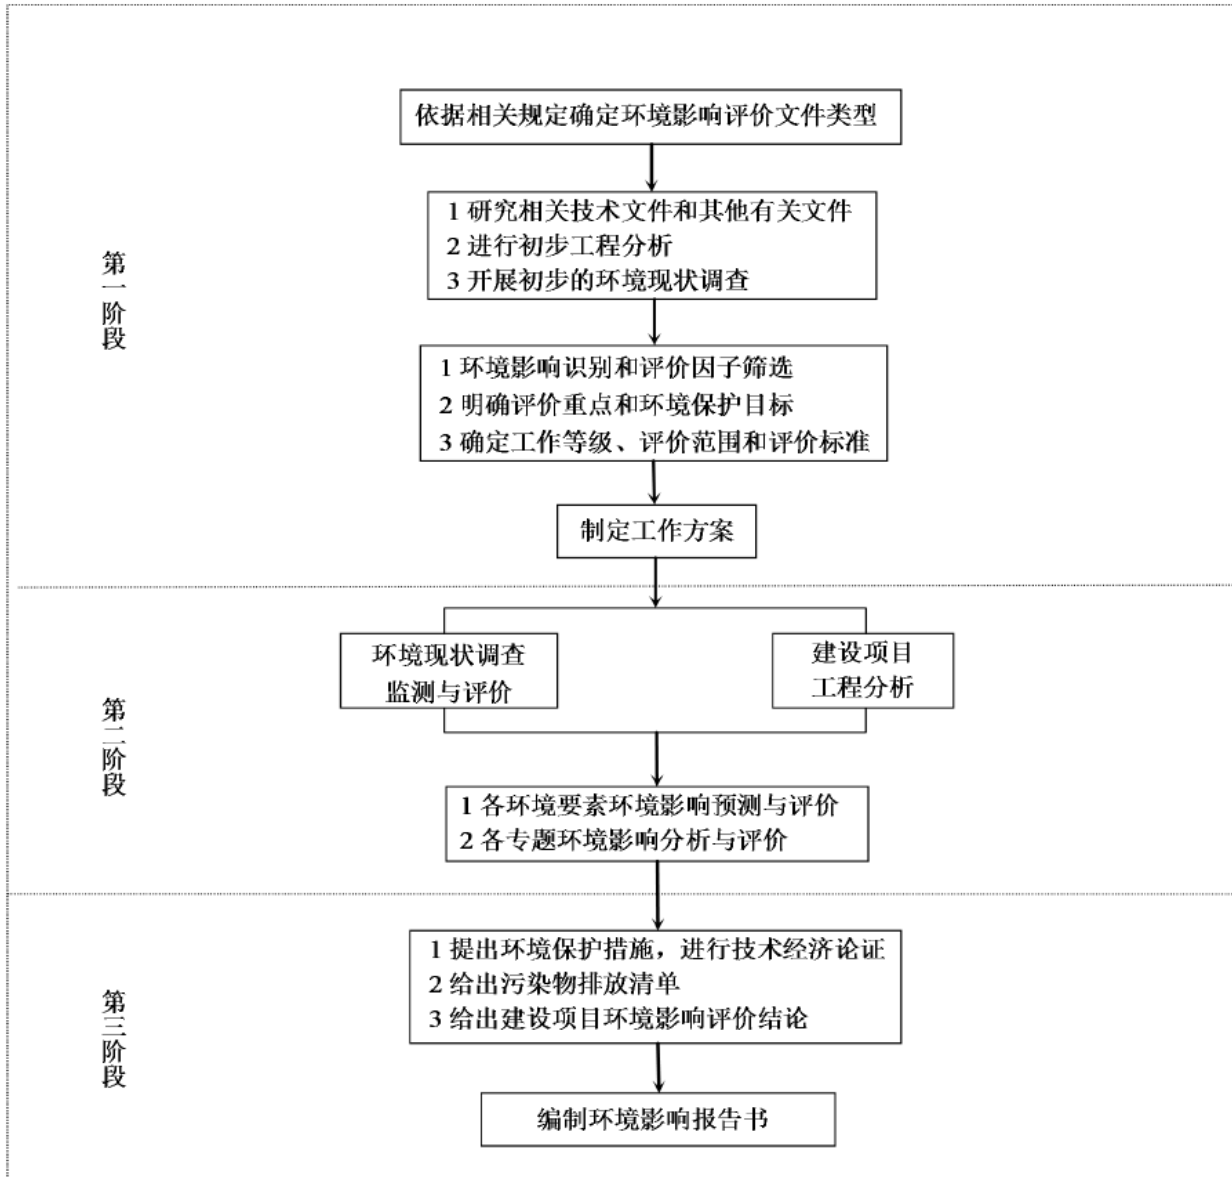 依据相关规定确定环境影响评价文件类型
1 研究相关技术文件和其他有关文件
2 进行初步工程分析
3 开展初步的环境现状调查
第一阶段
1 环境影响识别和评价因子筛选
2 明确评价重点和环境保护目标
3 确定工作等级、评价范围和评价标准
制定工作方案
环境现状调查
监测与评价
建设项目
工程分析
第二阶段
1 各环境要素环境影响预测与评价
2 各专题环境影响分析与评价
1 提出环境保护措施，进行技术经济论证
2 给出污染物排放清单
3 给出建设项目环境影响评价结论
第三阶段
编制环境影响报告书